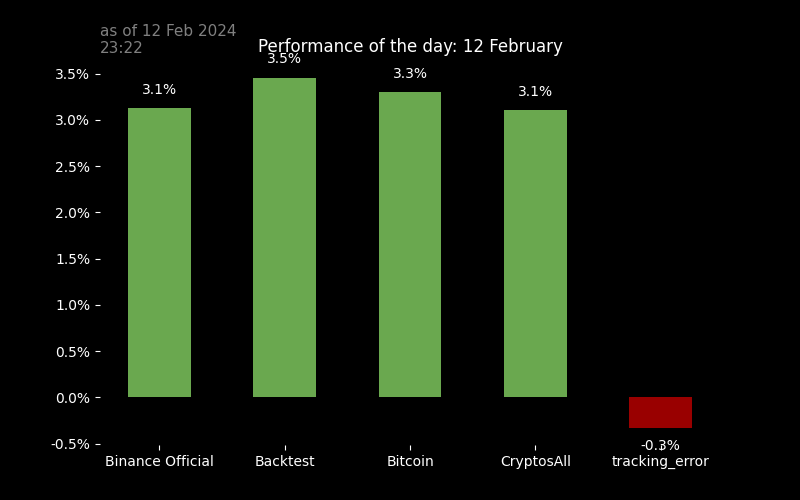 as of 12 Feb 2024
23:22
Performance of the day: 12 February
3.5%
3.0%
2.5%
2.0%
1.5%
1.0%
0.5%
0.0%
-0.5%
3.1%
3.5%
3.3%
3.1%
-0.3%
Binance Official
Backtest
Bitcoin
CryptosAll
tracking_error